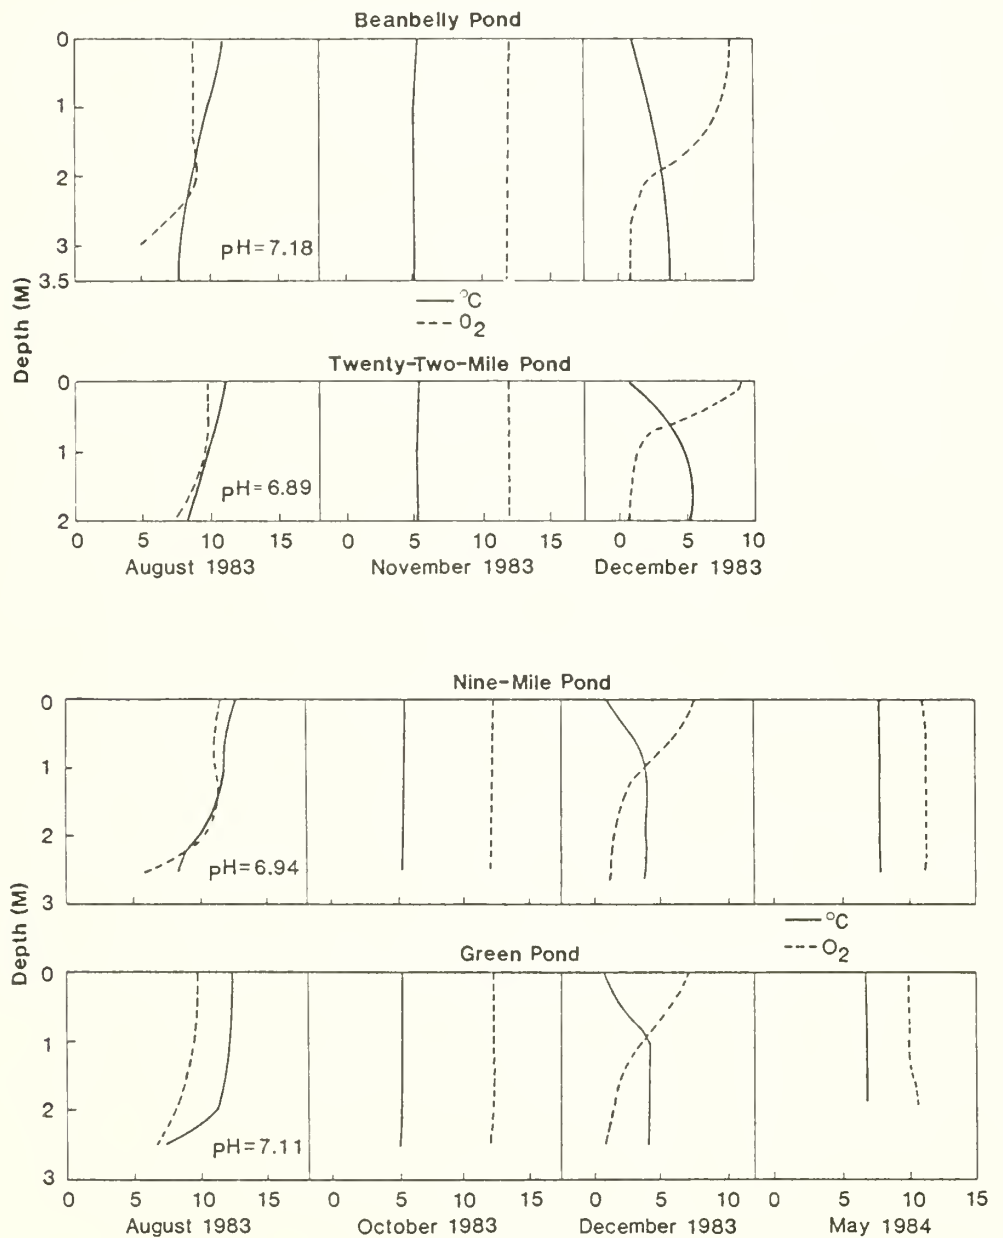 Beanbelly Pond
0
1
2
3
3.5
pH=7.18
Depth (M)
°C
O2
Twenty-Two-Mile Pond
0
1
2
pH=6.89
0 5 10 0 5 10 15 0 5 10
August 1983 November 1983 December 1983
Nine-Mile Pond
0
1
2
3
pH=6.94
Depth (M)
°C
O2
Green Pond
0
1
2
3
pH=7.11
0 5 10 15 0 5 10 15 0 5 10 0 5 10 15
August 1983 October 1983 December 1983 May 1984